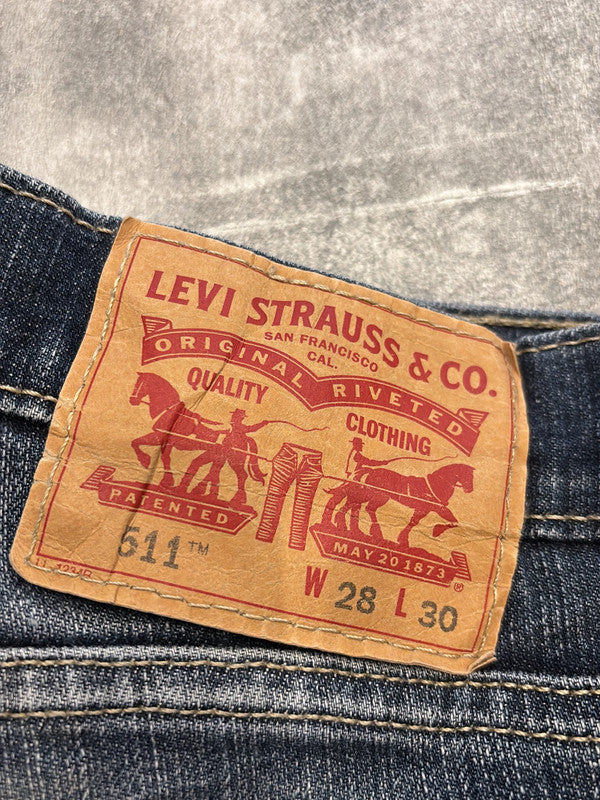 LEVI STRAUSS & CO.
SAN FRANCISCO
CAL.
ORIGINAL RIVETED
QUALITY CLOTHING
PATENTED
MAY 20 1873
®
511™
W 28 L 30